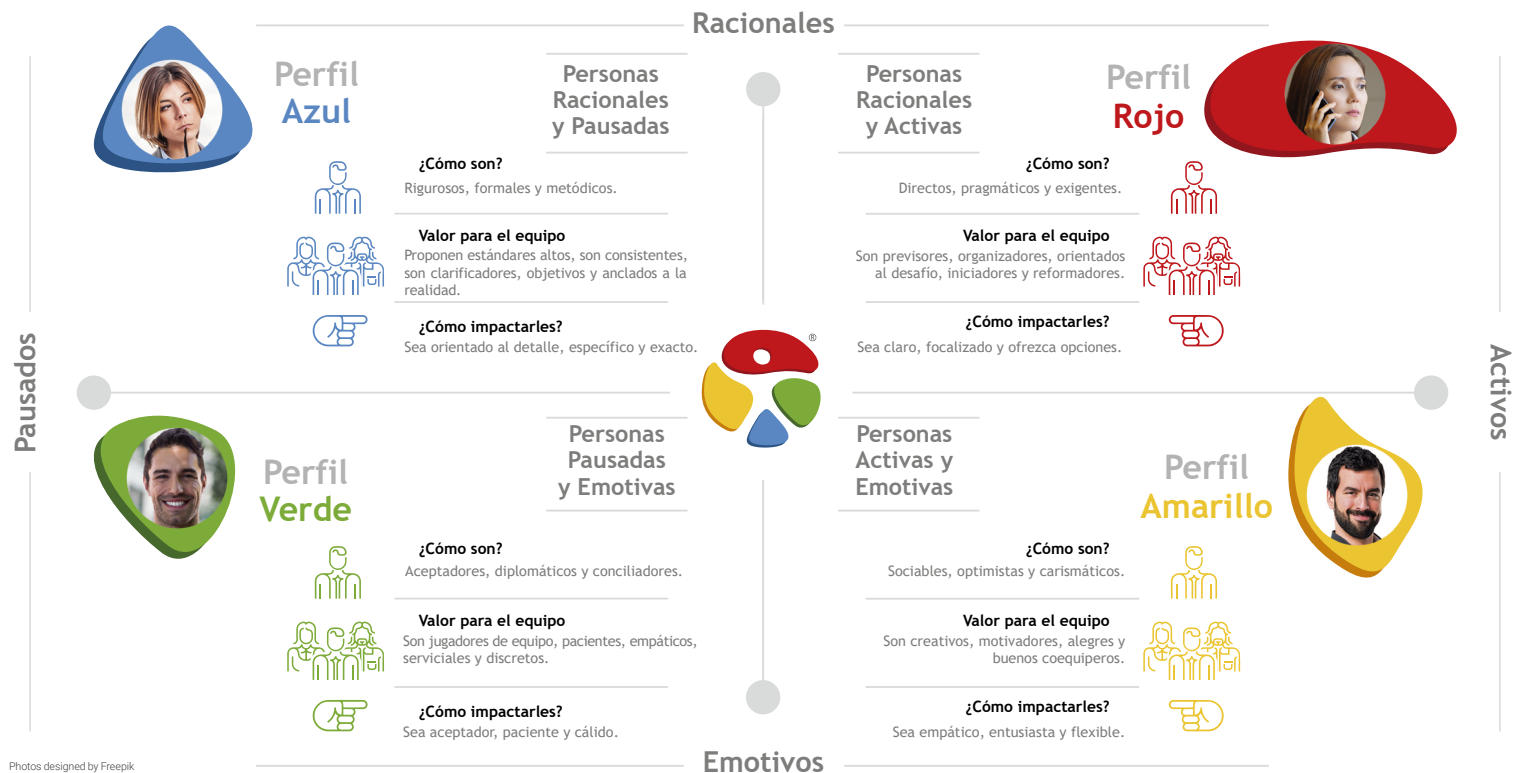 Racionales
Perfil
Azul
Personas
Racionales
y Pausadas
¿Cómo son?
Rigurosos, formales y metódicos.
Valor para el equipo
Proponen estándares altos, son consistentes,
son clarificadores, objetivos y anclados a la
realidad.
¿Cómo impactarles?
Sea orientado al detalle, específico y exacto.
Personas
Racionales
y Activas
Perfil
Rojo
¿Cómo son?
Directos, pragmáticos y exigentes.
Valor para el equipo
Son previsores, organizadores, orientados
al desafío, iniciadores y reformadores.
¿Cómo impactarles?
Sea claro, focalizado y ofrezca opciones.
®
Pausados
Activos
Perfil
Verde
Personas
Pausadas
y Emotivas
¿Cómo son?
Aceptadores, diplomáticos y conciliadores.
Valor para el equipo
Son jugadores de equipo, pacientes, empáticos,
serviciales y discretos.
¿Cómo impactarles?
Sea aceptador, paciente y cálido.
Personas
Activas y
Emotivas
Perfil
Amarillo
¿Cómo son?
Sociables, optimistas y carismáticos.
Valor para el equipo
Son creativos, motivadores, alegres y
buenos coequiperos.
¿Cómo impactarles?
Sea empático, entusiasta y flexible.
Emotivos
Photos designed by Freepik